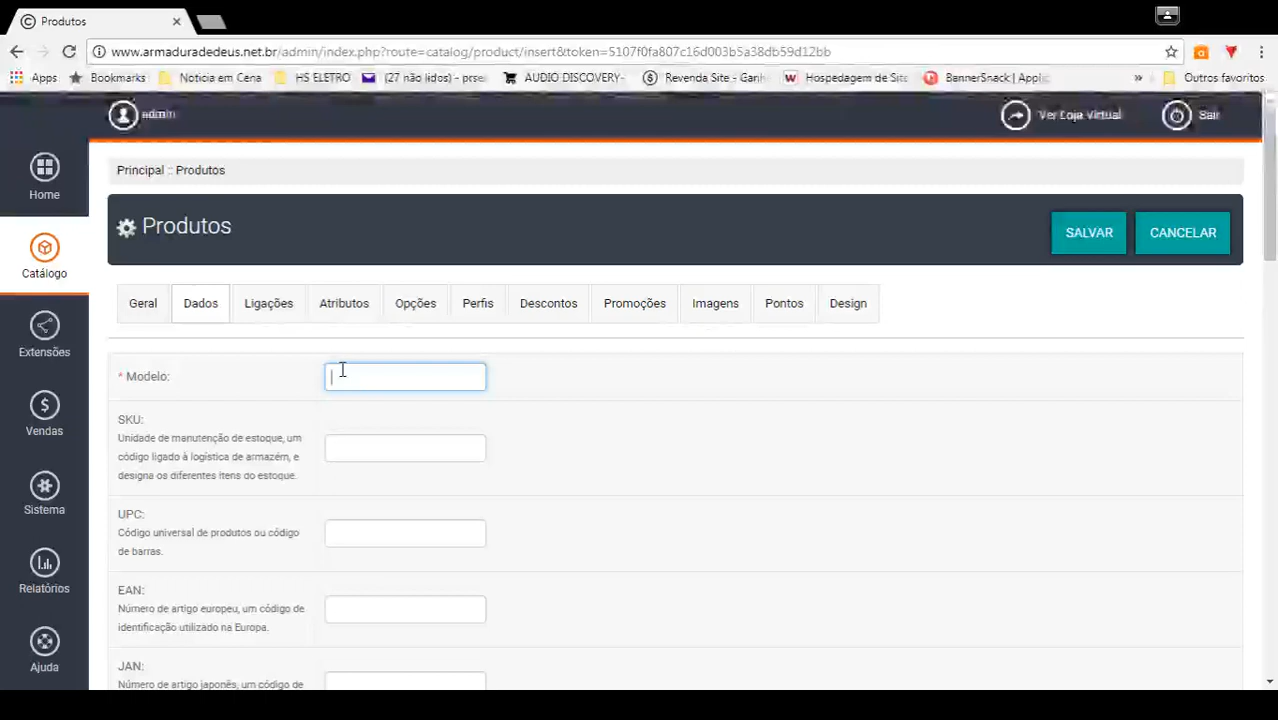 Produtos
www.armaduradedeus.net.br/admin/index.php?route=catalog/product/insert&token=5107f0fa807c16d003b5a38db59d12bb
Apps Bookmarks Noticia em Cena HS ELETRO (27 não lidos) - prser AUDIO DISCOVERY- Revenda Site - Ganh Hospedagem de Site BannerSnack | Applic » Outros favoritos
admin Ver Loja Virtual Sair
Principal :: Produtos
Home
Produtos
SALVAR CANCELAR
Catálogo
Geral Dados Ligações Atributos Opções Perfis Descontos Promoções Imagens Pontos Design
Extensões
* Modelo:
Vendas
SKU:
Unidade de manutenção de estoque, um
código ligado à logística de armazém, e
designa os diferentes itens do estoque.
Sistema
UPC:
Código universal de produtos ou código
de barras.
Relatórios
EAN:
Número de artigo europeu, um código de
identificação utilizado na Europa.
Ajuda
JAN:
Número de artigo japonês, um código de